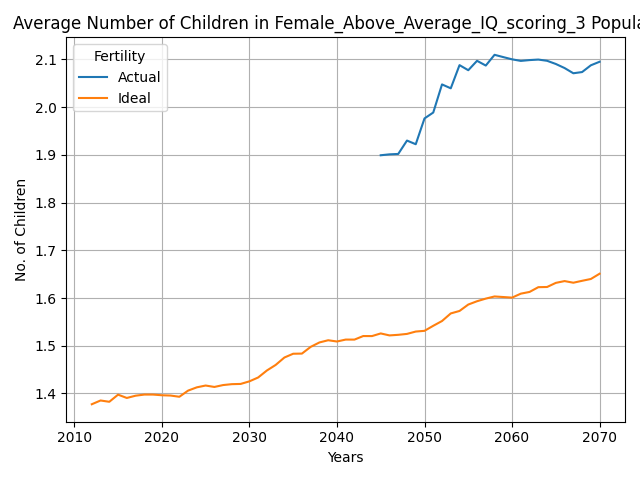 Average Number of Children in Female_Above_Average_IQ_scoring_3 Popula
Fertility
Actual
Ideal
2.1
2.0
1.9
1.8
1.7
1.6
1.5
1.4
No. of Children
2010 2020 2030 2040 2050 2060 2070
Years